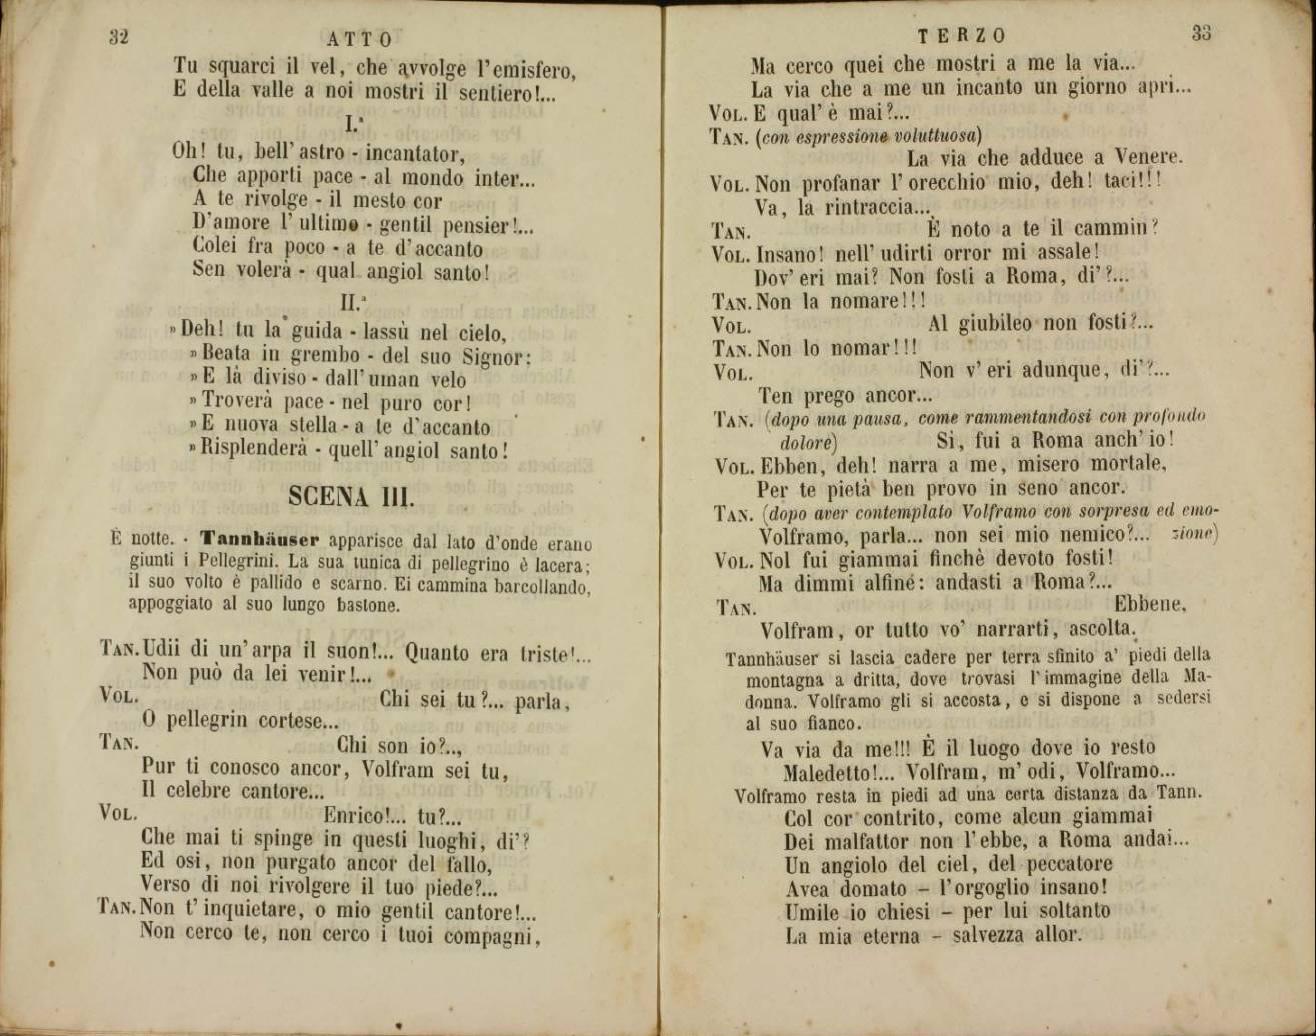 32
ATTO
Tu squarci il vel, che avvolge l'emisfero,
E della valle a noi mostri il sentiero!...
I.ª
Oh! tu, bell'astro - incantator,
Che apporti pace - al mondo inter...
A te rivolge - il mesto cor
D'amore l'ultimo - gentil pensier!...
Colei fra poco - a te d'accanto
Sen volerà - qual angiol santo!
II.ª
» Deh! tu la guida - lassù nel cielo,
» Beata in grembo - del suo Signor:
» E là diviso - dall'uman velo
» Troverà pace - nel puro cor!
» E nuova stella - a te d'accanto
» Risplenderà - quell'angiol santo!
SCENA III.
È notte. - Tannhäuser apparisce dal lato d'onde erano
giunti i Pellegrini. La sua tunica di pellegrino è lacera;
il suo volto è pallido e scarno. Ei cammina barcollando,
appoggiato al suo lungo bastone.
TAN. Udii di un'arpa il suon!... Quanto era triste!...
Non può da lei venir!...
VOL. Chi sei tu?... parla,
O pellegrin cortese...
TAN. Chi son io?..,
Pur ti conosco ancor, Volfram sei tu,
Il celebre cantore...
VOL. Enrico!... tu?...
Che mai ti spinge in questi luoghi, di'?
Ed osi, non purgato ancor del fallo,
Verso di noi rivolgere il tuo piede?...
TAN. Non t'inquietare, o mio gentil cantore!...
Non cerco te, non cerco i tuoi compagni,
TERZO
33
Ma cerco quei che mostri a me la via...
La via che a me un incanto un giorno apri...
VOL. E qual'è mai?...
TAN. (con espressione voluttuosa)
La via che adduce a Venere.
VOL. Non profanar l'orecchio mio, deh! taci!!!
Va, la rintraccia...
TAN. È noto a te il cammin?
VOL. Insano! nell'udirti orror mi assale!
Dov'eri mai? Non fosti a Roma, di'?...
TAN. Non la nomare!!!
VOL. Al giubileo non fosti?...
TAN. Non lo nomar!!!
VOL. Non v'eri adunque, di'?...
Ten prego ancor...
TAN. (dopo una pausa, come rammentandosi con profondo
dolore) Si, fui a Roma anch'io!
VOL. Ebben, deh! narra a me, misero mortale,
Per te pietà ben provo in seno ancor.
TAN. (dopo aver contemplato Volframo con sorpresa ed emo-
Volframo, parla... non sei mio nemico?... zione)
VOL. Nol fui giammai finchè devoto fosti!
Ma dimmi alfine: andasti a Roma?...
TAN. Ebbene,
Volfram, or tutto vo' narrarti, ascolta.
Tannhäuser si lascia cadere per terra sfinito a' piedi della
montagna a dritta, dove trovasi l'immagine della Ma-
donna. Volframo gli si accosta, e si dispone a sedersi
al suo fianco.
Va via da me!!! È il luogo dove io resto
Maledetto!... Volfram, m'odi, Volframo...
Volframo resta in piedi ad una certa distanza da Tann.
Col cor contrito, come alcun giammai
Dei malfattor non l'ebbe, a Roma andai...
Un angiolo del ciel, del peccatore
Avea domato – l'orgoglio insano!
Umile io chiesi – per lui soltanto
La mia eterna – salvezza allor.